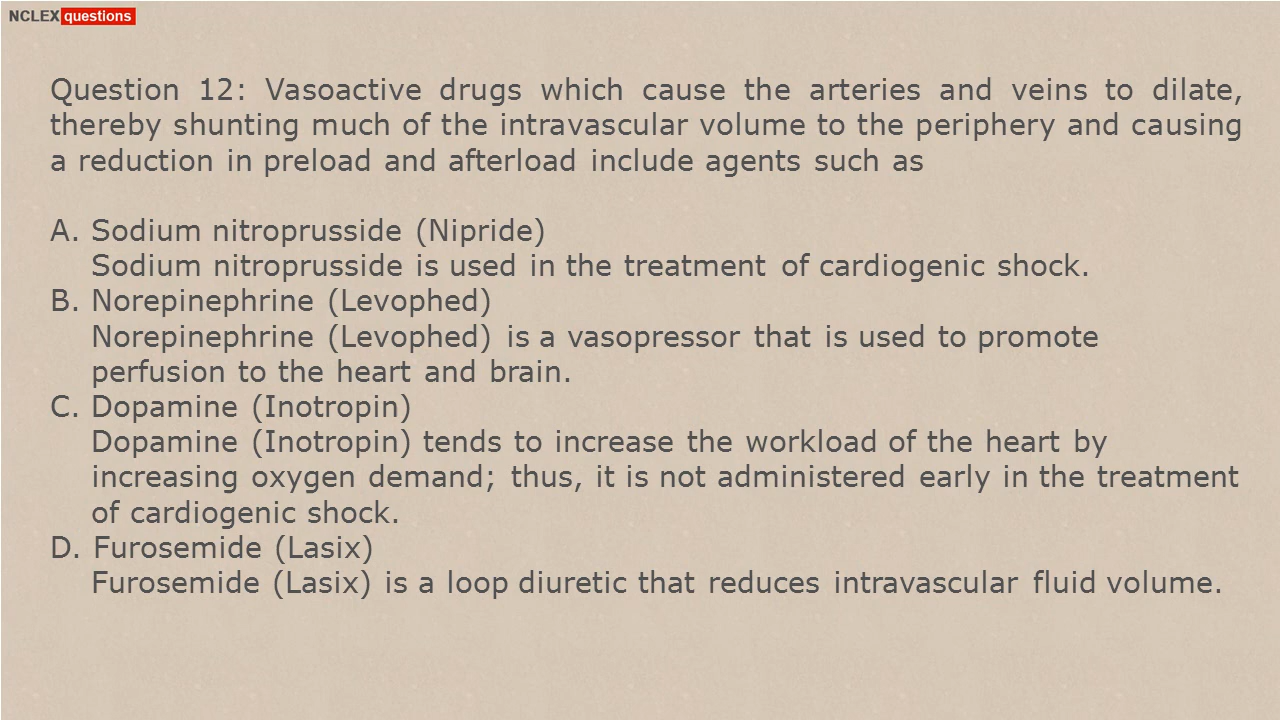 NCLEX questions
Question 12: Vasoactive drugs which cause the arteries and veins to dilate,
thereby shunting much of the intravascular volume to the periphery and causing
a reduction in preload and afterload include agents such as
A. Sodium nitroprusside (Nipride)
Sodium nitroprusside is used in the treatment of cardiogenic shock.
B. Norepinephrine (Levophed)
Norepinephrine (Levophed) is a vasopressor that is used to promote
perfusion to the heart and brain.
C. Dopamine (Inotropin)
Dopamine (Inotropin) tends to increase the workload of the heart by
increasing oxygen demand; thus, it is not administered early in the treatment
of cardiogenic shock.
D. Furosemide (Lasix)
Furosemide (Lasix) is a loop diuretic that reduces intravascular fluid volume.